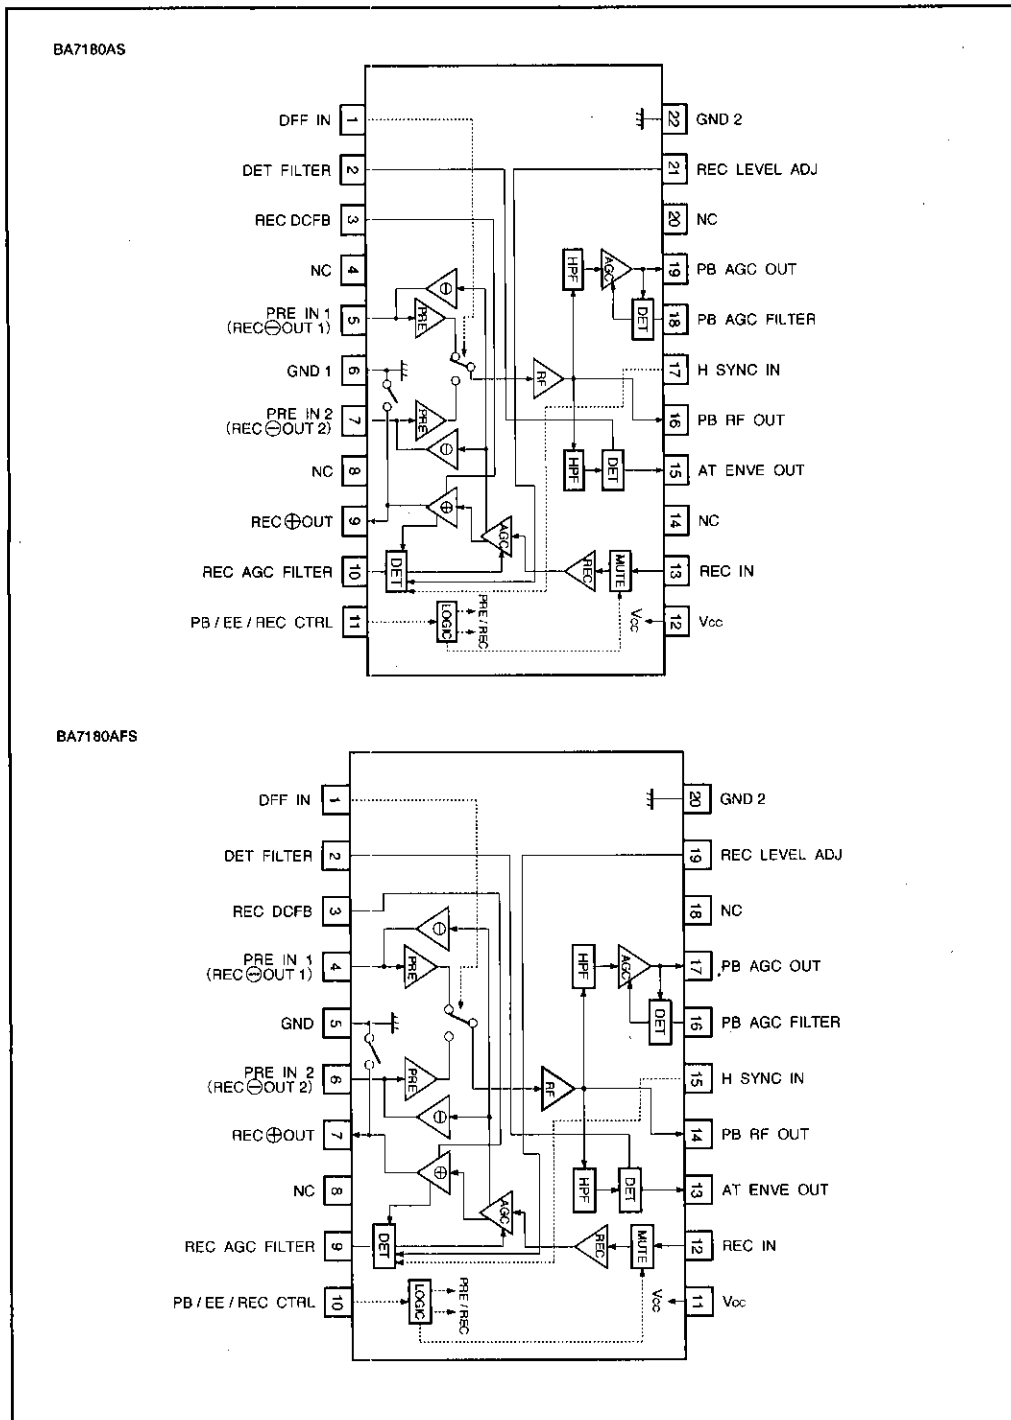 BA7180AS
DFF IN 1
22 GND 2
DET FILTER 2
21 REC LEVEL ADJ
REC DCFB 3
20 NC
NC 4
HPF AGC
19 PB AGC OUT
⊖
PRE IN 1
(REC⊖OUT 1) 5
PRE
DET
18 PB AGC FILTER
GND 1 6
RF
17 H SYNC IN
PRE IN 2
(REC⊖OUT 2) 7
PRE
16 PB RF OUT
⊖
NC 8
HPF DET
15 AT ENVE OUT
REC⊕OUT 9
⊕
AGC
14 NC
REC AGC FILTER 10
DET
REC MUTE
13 REC IN
PB / EE / REC CTRL 11
LOGIC
PRE / REC
Vcc
12 Vcc
BA7180AFS
DFF IN 1
20 GND 2
DET FILTER 2
19 REC LEVEL ADJ
REC DCFB 3
18 NC
⊖
PRE IN 1
(REC⊖OUT 1) 4
PRE
HPF AGC
17 PB AGC OUT
GND 5
DET
16 PB AGC FILTER
PRE IN 2
(REC⊖OUT 2) 6
PRE
RF
15 H SYNC IN
⊖
REC⊕OUT 7
14 PB RF OUT
NC 8
⊕
HPF DET
13 AT ENVE OUT
REC AGC FILTER 9
DET
AGC
REC MUTE
12 REC IN
PB / EE / REC CTRL 10
LOGIC
PRE / REC
Vcc
11 Vcc